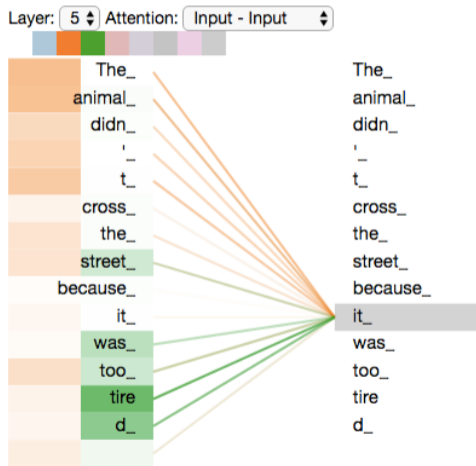 Layer: 5 Attention: Input - Input
The_ The_
animal_ animal_
didn_ didn_
'_ '_
t_ t_
cross_ cross_
the_ the_
street_ street_
because_ because_
it_ it_
was_ was_
too_ too_
tire tire
d_ d_